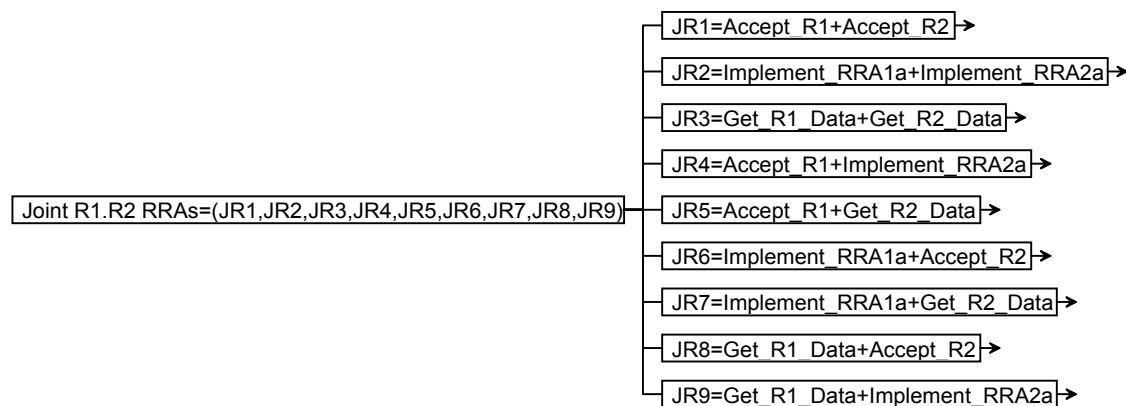 JR1=Accept_R1+Accept_R2
JR2=Implement_RRA1a+Implement_RRA2a
JR3=Get_R1_Data+Get_R2_Data
JR4=Accept_R1+Implement_RRA2a
Joint R1.R2 RRAs=(JR1,JR2,JR3,JR4,JR5,JR6,JR7,JR8,JR9)
JR5=Accept_R1+Get_R2_Data
JR6=Implement_RRA1a+Accept_R2
JR7=Implement_RRA1a+Get_R2_Data
JR8=Get_R1_Data+Accept_R2
JR9=Get_R1_Data+Implement_RRA2a